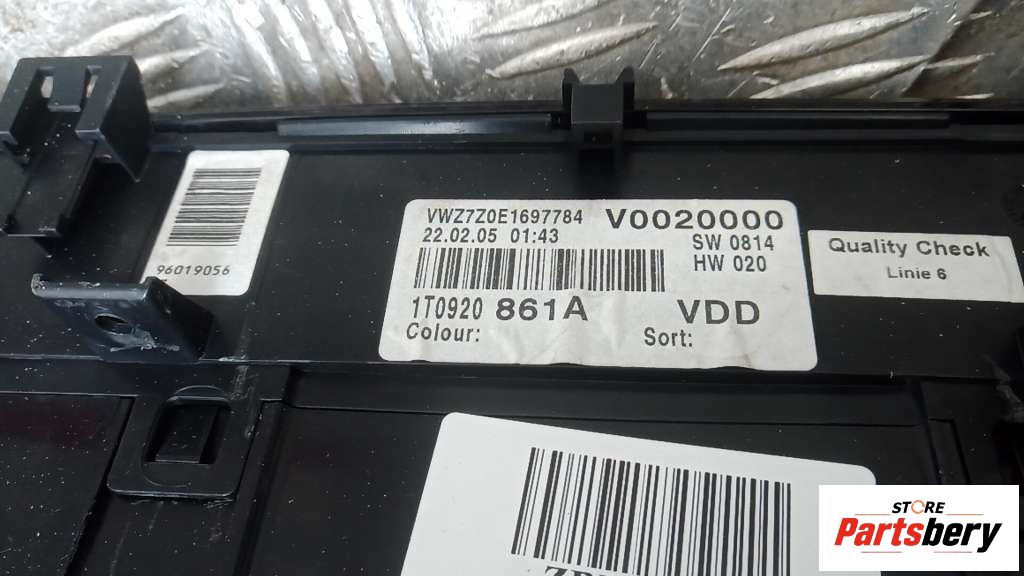 96019056
VWZ7Z0E1697784 V0020000
22.02.05 01:43 SW 0814
HW 020
1T0920 861A VDD
Colour: Sort:
Quality Check
Linie 6
STORE
Partsbery